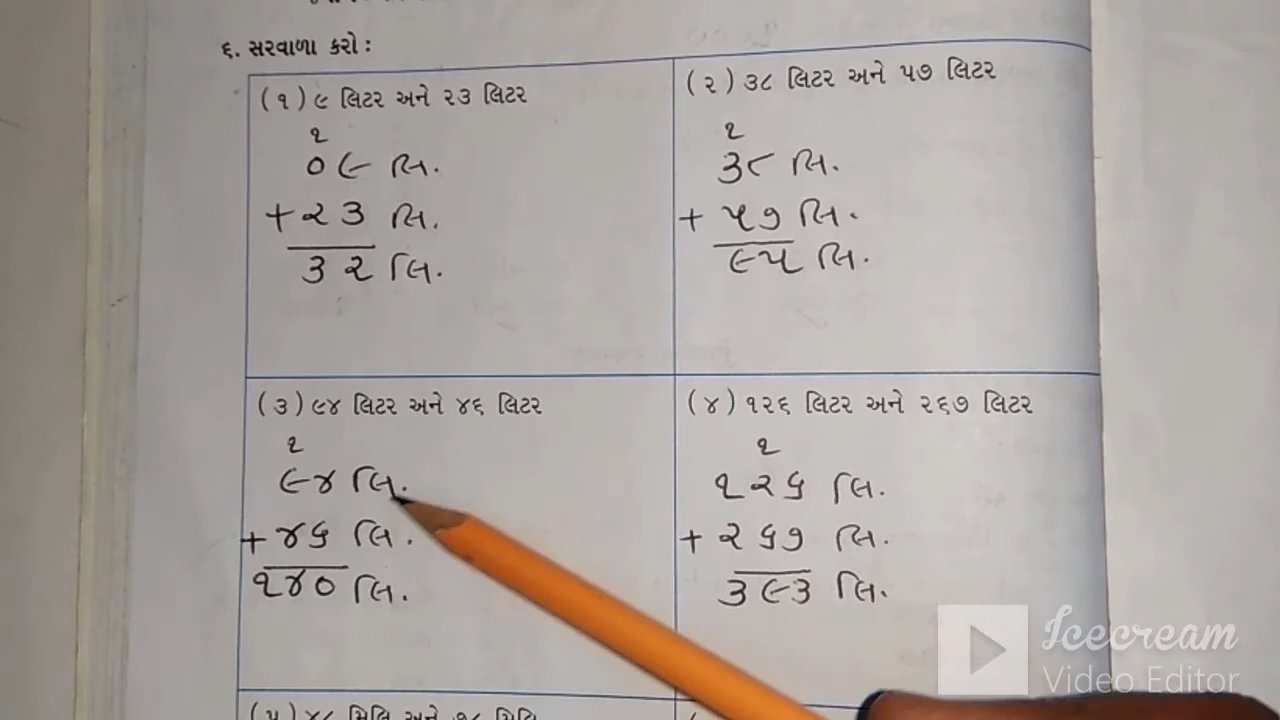 ૬. સરવાળા કરો :
(૧) ૯ લિટર અને ૨૩ લિટર
૧
૦૯ લિ.
+ ૨૩ લિ.
૩૨ લિ.
(૨) ૩૮ લિટર અને ૫૭ લિટર
૧
૩૮ લિ.
+ ૫૭ લિ.
૯૫ લિ.
(૩) ૯૪ લિટર અને ૪૬ લિટર
૧
૯૪ લિ.
+ ૪૬ લિ.
૧૪૦ લિ.
(૪) ૧૨૬ લિટર અને ૨૬૭ લિટર
૧
૧૨૬ લિ.
+ ૨૬૭ લિ.
૩૯૩ લિ.
Icecream
Video Editor